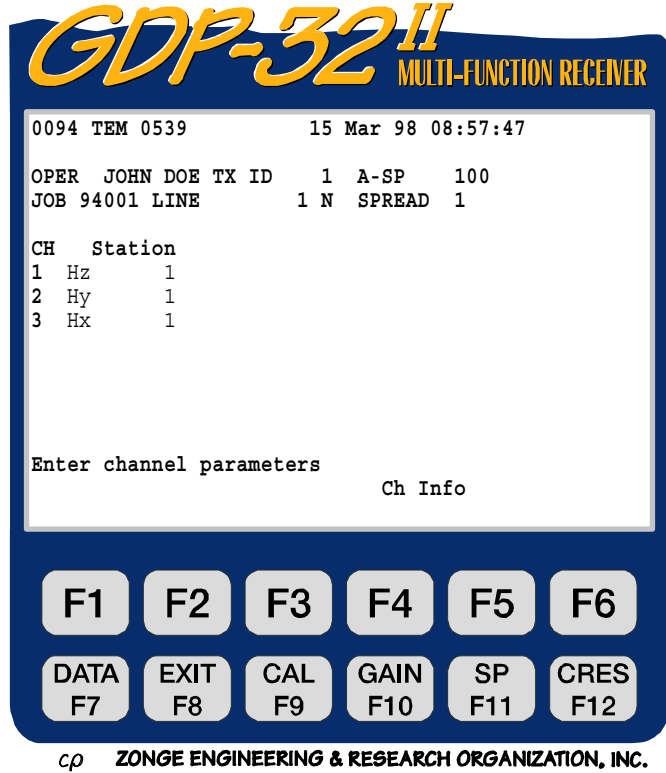 GDP-32 II
MULTI-FUNCTION RECEIVER
0094 TEM 0539 15 Mar 98 08:57:47
OPER JOHN DOE TX ID 1 A-SP 100
JOB 94001 LINE 1 N SPREAD 1
CH Station
1 Hz 1
2 Hy 1
3 Hx 1
Enter channel parameters
Ch Info
F1 F2 F3 F4 F5 F6
DATA EXIT CAL GAIN SP CRES
F7 F8 F9 F10 F11 F12
cρ ZONGE ENGINEERING & RESEARCH ORGANIZATION, INC.